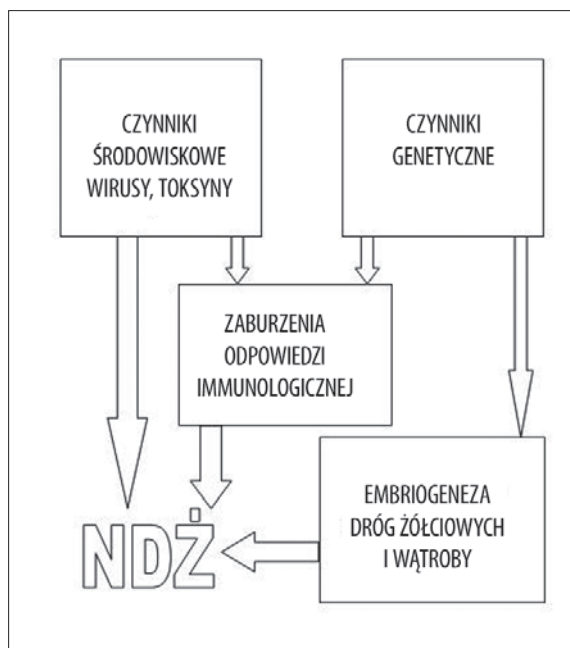 CZYNNIKI
ŚRODOWISKOWE
WIRUSY, TOKSYNY
CZYNNIKI
GENETYCZNE
ZABURZENIA
ODPOWIEDZI
IMMUNOLOGICZNEJ
EMBRIOGENEZA
DRÓG ŻÓŁCIOWYCH
I WĄTROBY
NDŻ